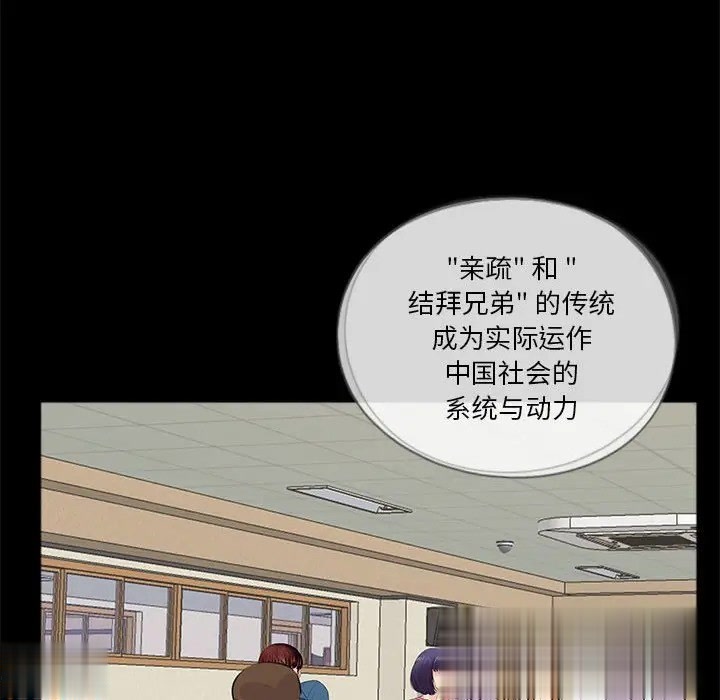 "亲疏" 和 "
结拜兄弟" 的传统
成为实际运作
中国社会的
系统与动力